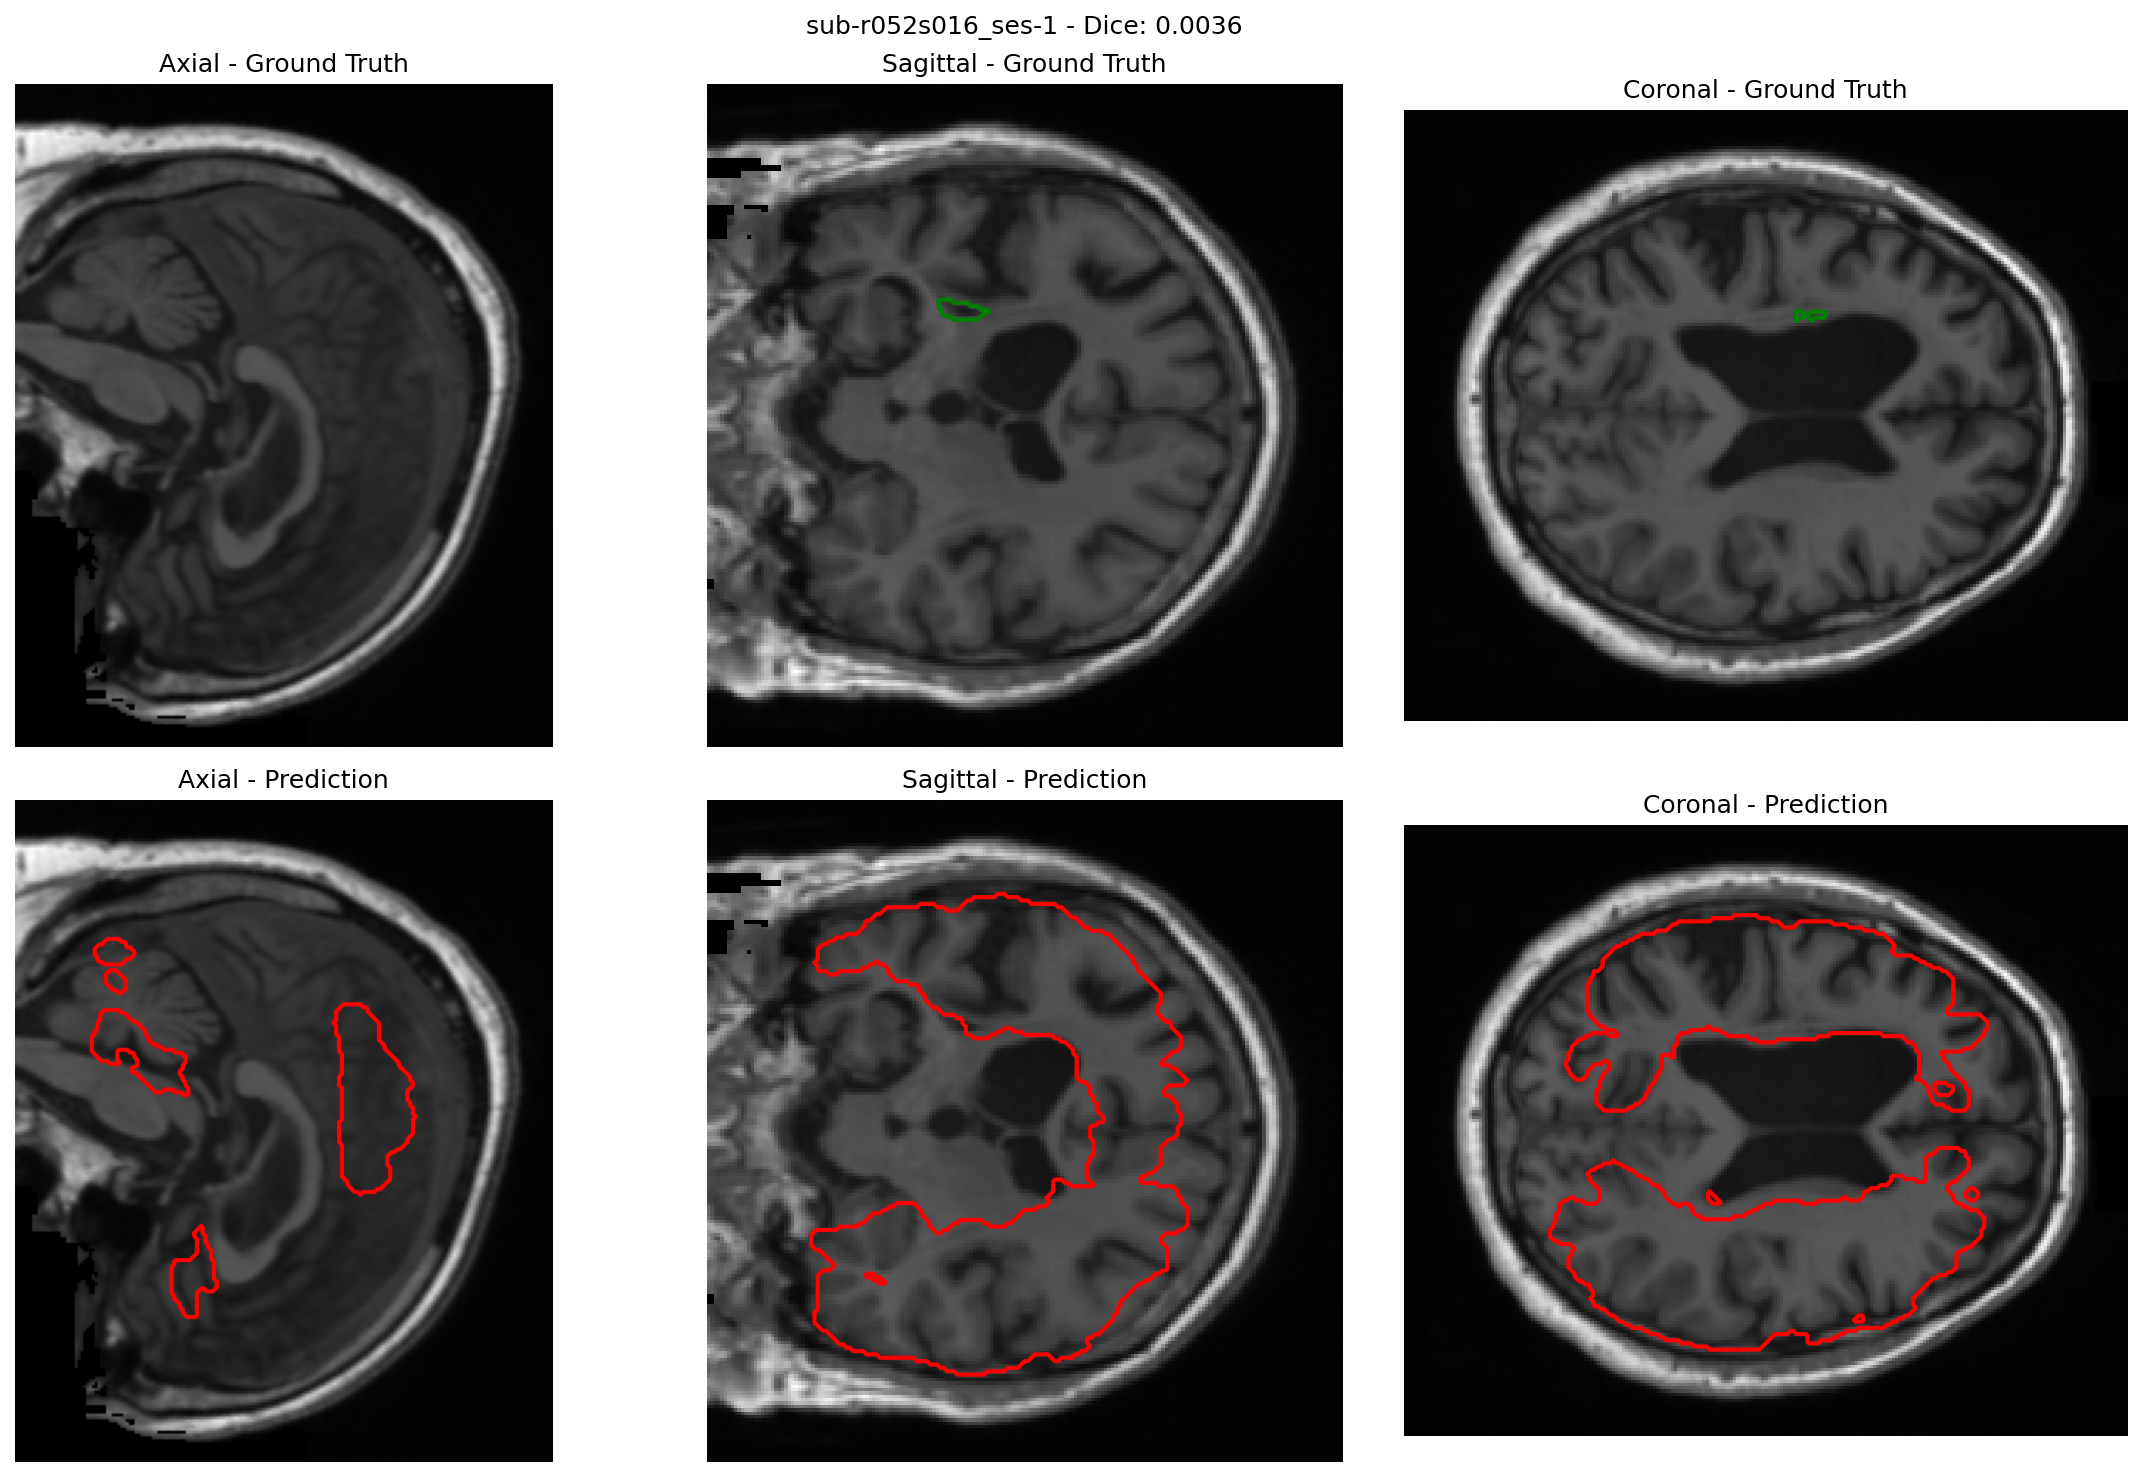 sub-r052s016_ses-1 - Dice: 0.0036
Axial - Ground Truth
Sagittal - Ground Truth
Coronal - Ground Truth
Axial - Prediction
Sagittal - Prediction
Coronal - Prediction